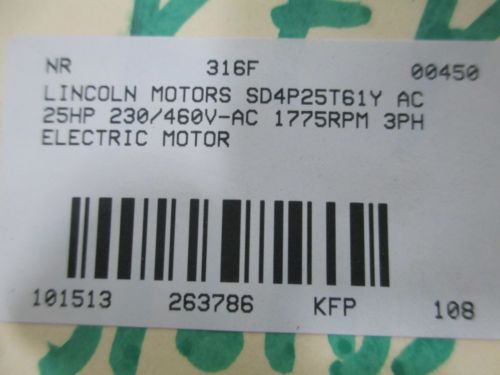 NR 316F 00450
LINCOLN MOTORS SD4P25T61Y AC
25HP 230/460V-AC 1775RPM 3PH
ELECTRIC MOTOR
101513 263786 KFP 108